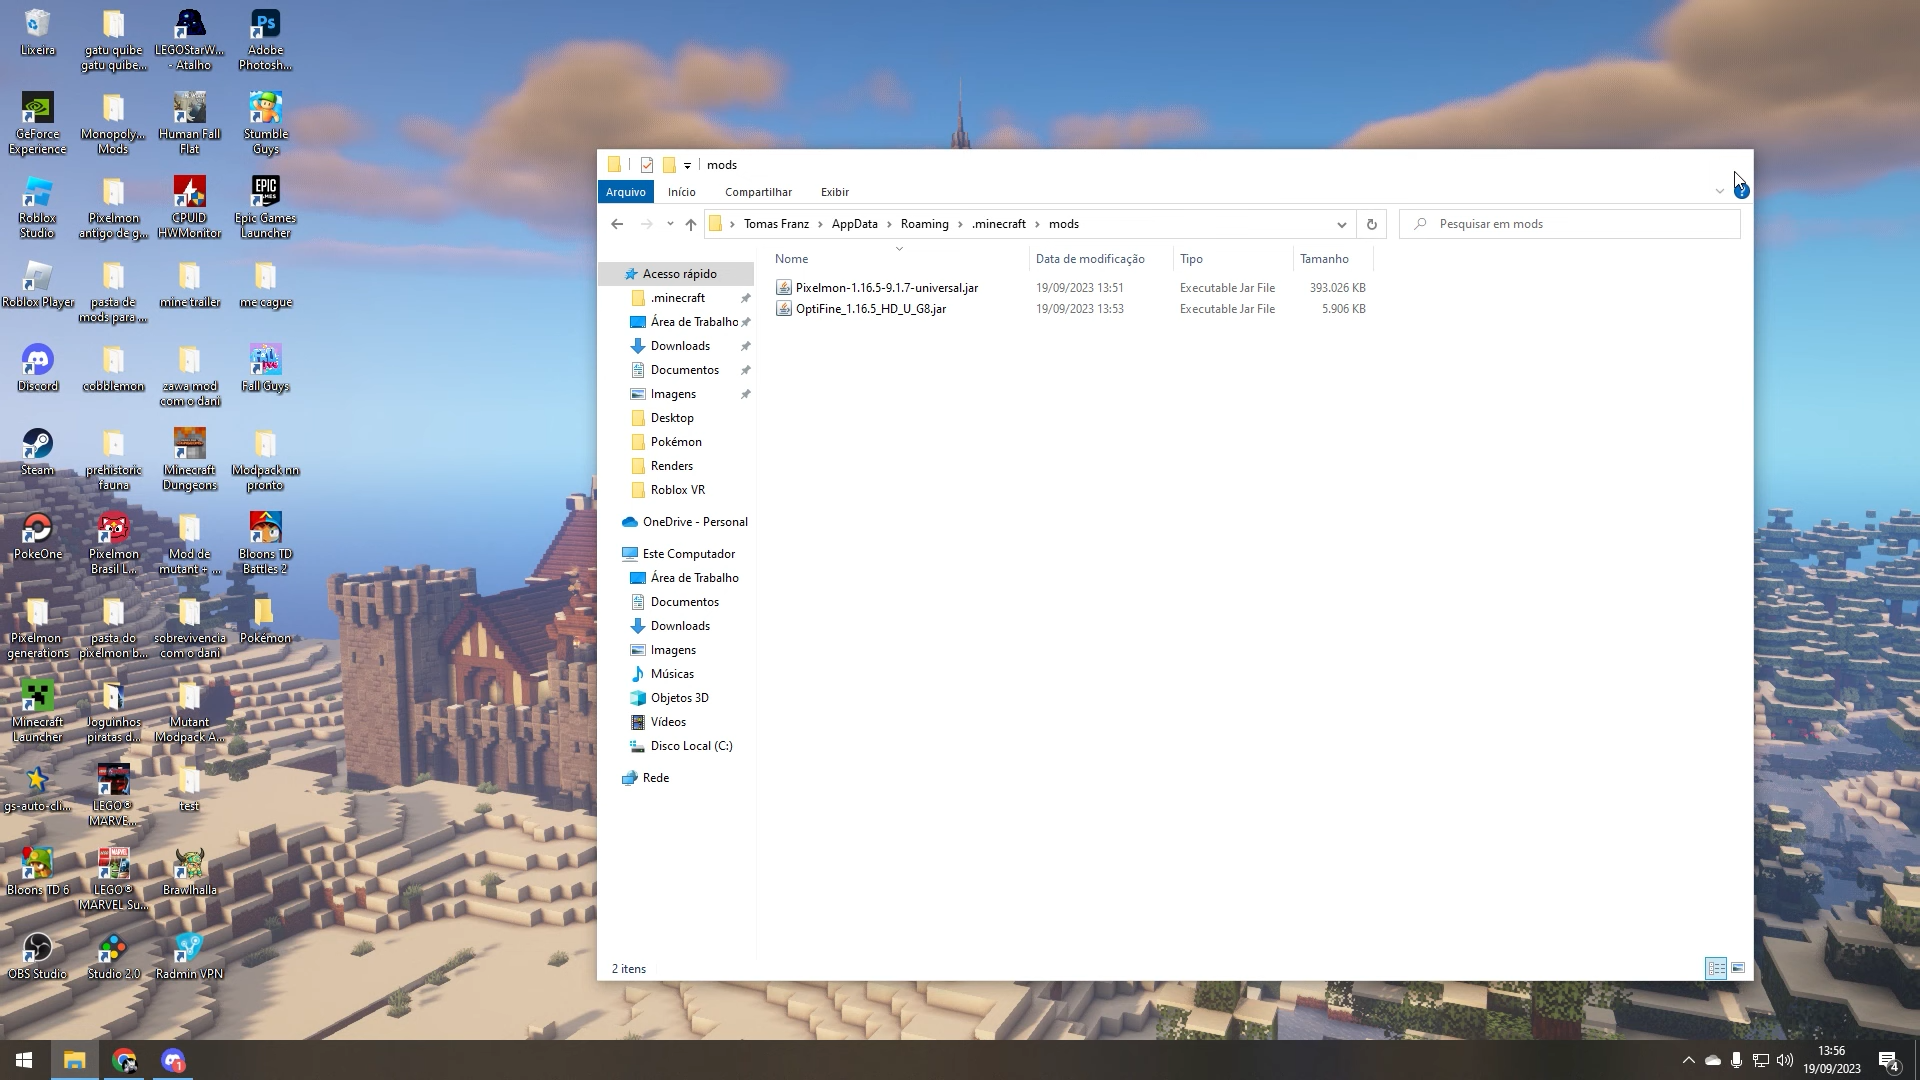 Lixeira
gatu quibe
gatu quibe...
LEGOStarW...
- Atalho
Adobe
Photosh...
GeForce
Experience
Monopoly...
Mods
Human Fall
Flat
Stumble
Guys
Roblox
Studio
Pixelmon
antigo de g...
CPUID
HWMonitor
Epic Games
Launcher
Roblox Player
pasta de
mods para ...
mine trailer
me cague
Discord
cobblemon
zawa mod
com o dani
Fall Guys
Steam
prehistoric
fauna
Minecraft
Dungeons
Modpack nn
pronto
PokeOne
Pixelmon
Brasil L...
Mod de
mutant + ...
Bloons TD
Battles 2
Pixelmon
generations
pasta do
pixelmon b...
sobrevivencia
com o dani
Pokémon
Minecraft
Launcher
Joguinhos
piratas d...
Mutant
Modpack A...
gs-auto-cli...
LEGO®
MARVE...
test
Bloons TD 6
LEGO®
MARVEL Su...
Brawlhalla
OBS Studio
Studio 2.0
Radmin VPN
mods
Arquivo
Início
Compartilhar
Exibir
Tomas Franz
AppData
Roaming
.minecraft
mods
Pesquisar em mods
Nome
Data de modificação
Tipo
Tamanho
Pixelmon-1.16.5-9.1.7-universal.jar
19/09/2023 13:51
Executable Jar File
393.026 KB
OptiFine_1.16.5_HD_U_G8.jar
19/09/2023 13:53
Executable Jar File
5.906 KB
Acesso rápido
.minecraft
Área de Trabalho
Downloads
Documentos
Imagens
Desktop
Pokémon
Renders
Roblox VR
OneDrive - Personal
Este Computador
Área de Trabalho
Documentos
Downloads
Imagens
Músicas
Objetos 3D
Vídeos
Disco Local (C:)
Rede
2 itens
Ps
EPIC
GAMES
1
13:56
19/09/2023
4